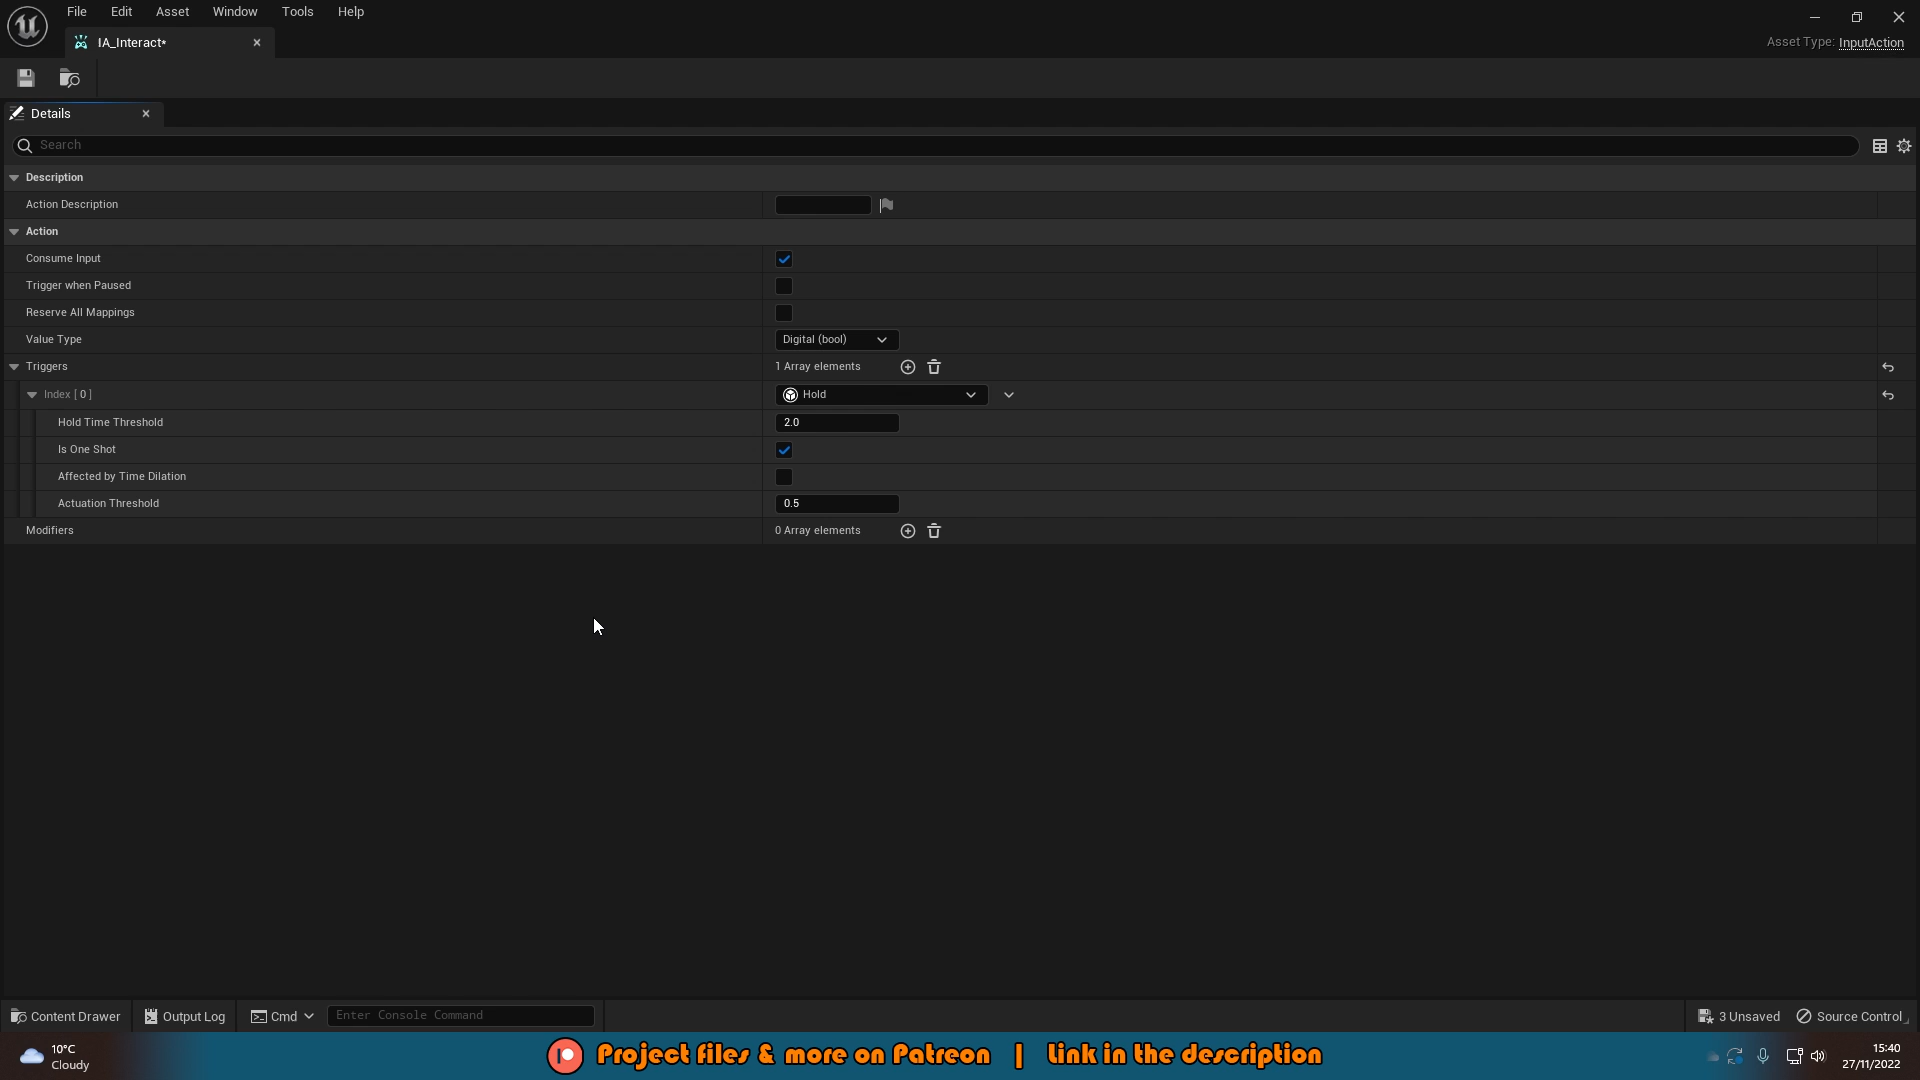 File Edit Asset Window Tools Help
IA_Interact*
Asset Type: InputAction
Details
Search
Description
Action Description
Action
Consume Input
Trigger when Paused
Reserve All Mappings
Value Type Digital (bool)
Triggers 1 Array elements
Index [ 0 ] Hold
Hold Time Threshold 2.0
Is One Shot
Affected by Time Dilation
Actuation Threshold 0.5
Modifiers 0 Array elements
Content Drawer Output Log Cmd Enter Console Command 3 Unsaved Source Control
10°C
Cloudy
Project files & more on Patreon | Link in the description
15:40
27/11/2022